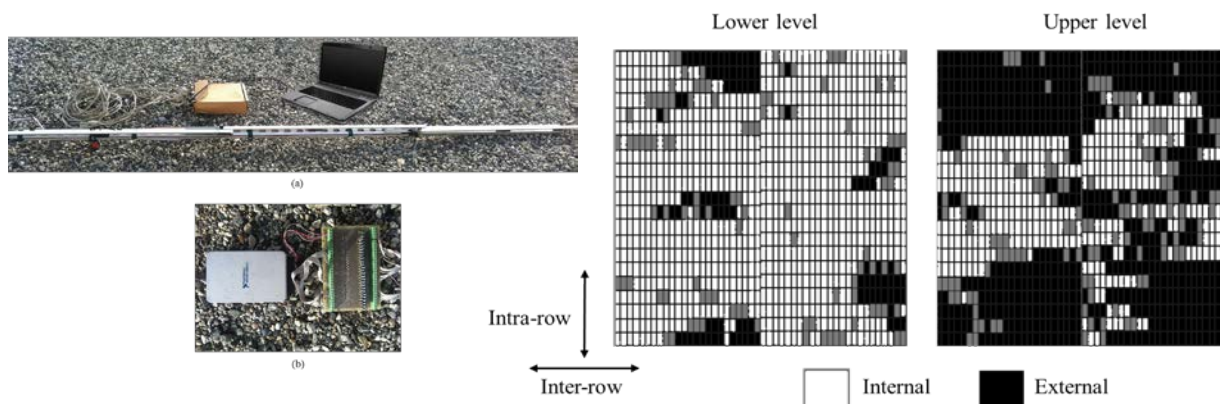 (a)
(b)
Lower level
Upper level
Intra-row
Inter-row
Internal
External